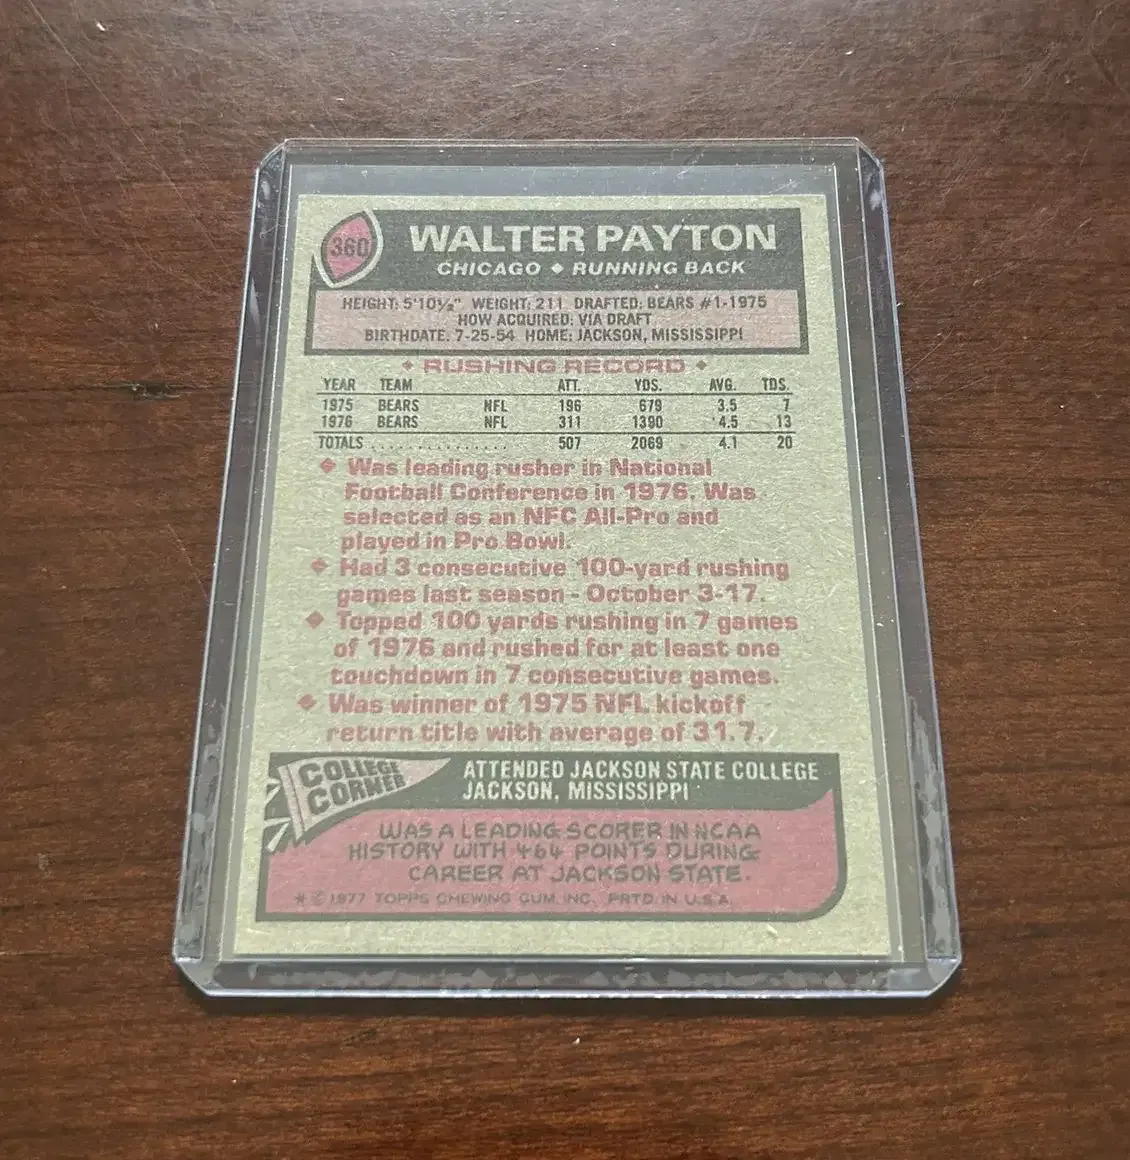 360
WALTER PAYTON
CHICAGO ◆ RUNNING BACK
HEIGHT: 5'10½" WEIGHT: 211 DRAFTED: BEARS #1-1975
HOW ACQUIRED: VIA DRAFT
BIRTHDATE: 7-25-54 HOME: JACKSON, MISSISSIPPI
◆ RUSHING RECORD ◆
YEAR TEAM ATT. YDS. AVG. TDS.
1975 BEARS NFL 196 679 3.5 7
1976 BEARS NFL 311 1390 4.5 13
TOTALS ................ 507 2069 4.1 20
◆ Was leading rusher in National
Football Conference in 1976. Was
selected as an NFC All-Pro and
played in Pro Bowl.
◆ Had 3 consecutive 100-yard rushing
games last season - October 3-17.
◆ Topped 100 yards rushing in 7 games
of 1976 and rushed for at least one
touchdown in 7 consecutive games.
◆ Was winner of 1975 NFL kickoff
return title with average of 31.7.
COLLEGE
CORNER
ATTENDED JACKSON STATE COLLEGE
JACKSON, MISSISSIPPI
WAS A LEADING SCORER IN NCAA
HISTORY WITH 464 POINTS DURING
CAREER AT JACKSON STATE.
* © 1977 TOPPS CHEWING GUM INC. PRTD. IN U.S.A.